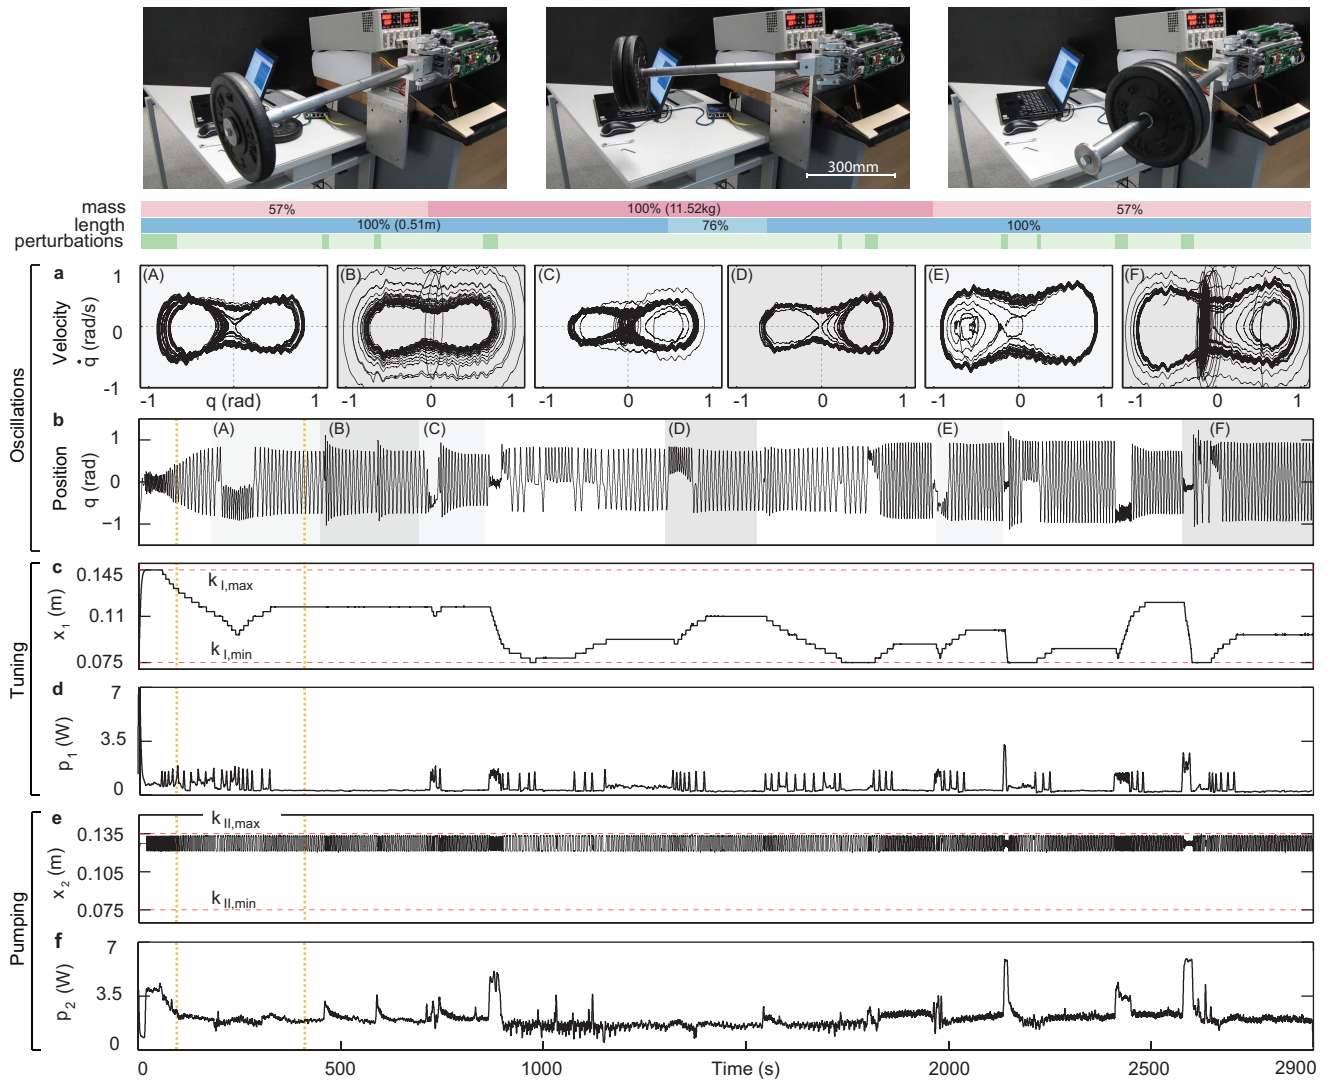 300mm
mass
57%
100% (11.52kg)
57%
length
100% (0.51m)
76%
100%
perturbations
Oscillations
a
Velocity
q̇ (rad/s)
1
0
-1
(A)
(B)
(C)
(D)
(E)
(F)
-1 q (rad) 1
-1 0 1
-1 0 1
-1 0 1
-1 0 1
-1 0 1
b
Position
q (rad)
1
0
−1
(A)
(B)
(C)
(D)
(E)
(F)
Tuning
c
x1 (m)
0.145
0.11
0.075
k I,max
k I,min
d
p1 (W)
7
3.5
0
Pumping
e
x2 (m)
0.135
0.105
0.075
k II,max
k II,min
f
p2 (W)
7
3.5
0
0 500 1000 Time (s) 2000 2500 2900